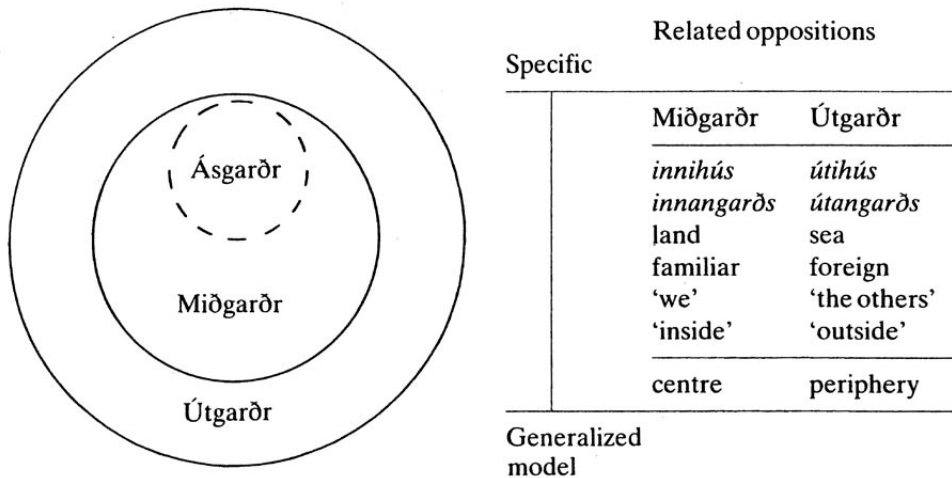 Ásgarðr
Miðgarðr
Útgarðr
Related oppositions
Specific
Miðgarðr Útgarðr
innihús útihús
innangarðs útangarðs
land sea
familiar foreign
‘we’ ‘the others’
‘inside’ ‘outside’
centre periphery
Generalized
model